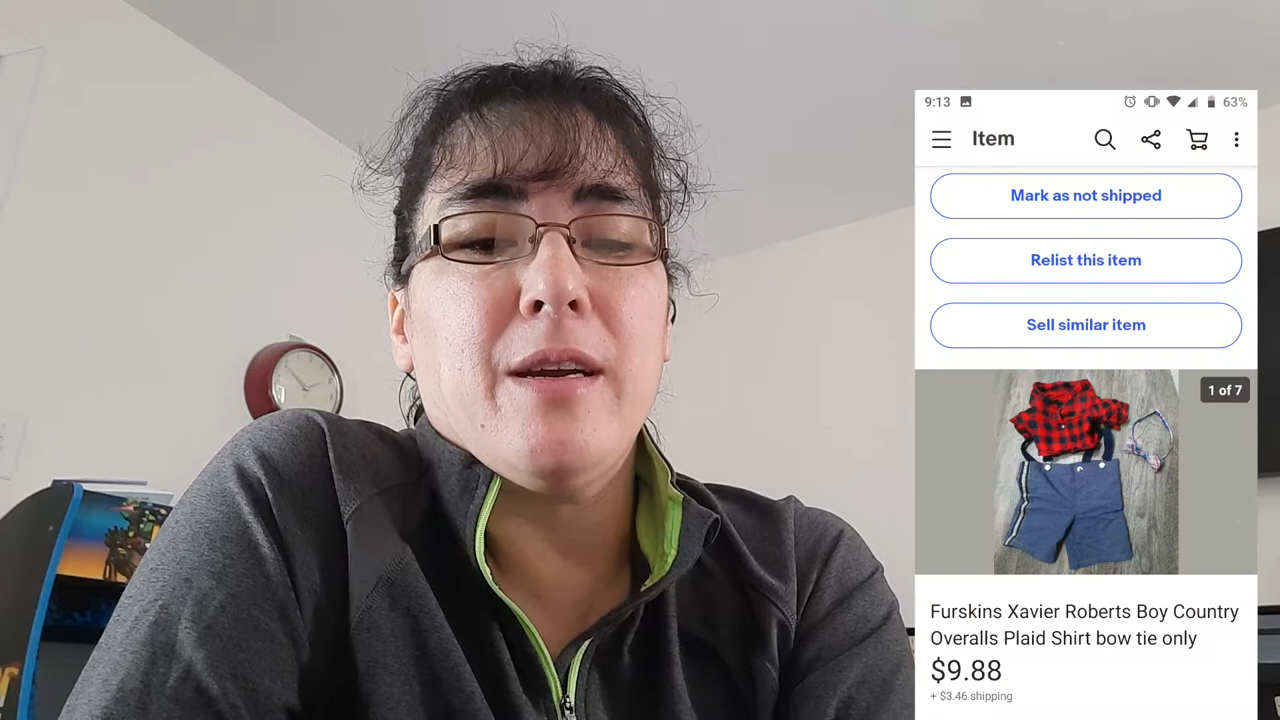 9:13
63%
Item
Mark as not shipped
Relist this item
Sell similar item
1 of 7
Furskins Xavier Roberts Boy Country
Overalls Plaid Shirt bow tie only
$9.88
+ $3.46 shipping